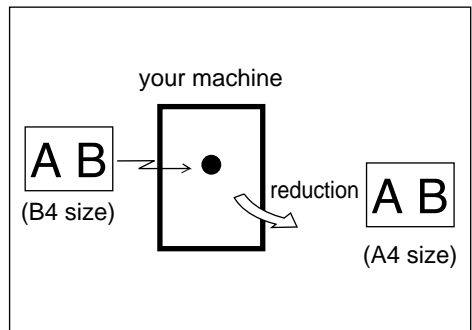 your machine
A B
(B4 size)
reduction
A B
(A4 size)